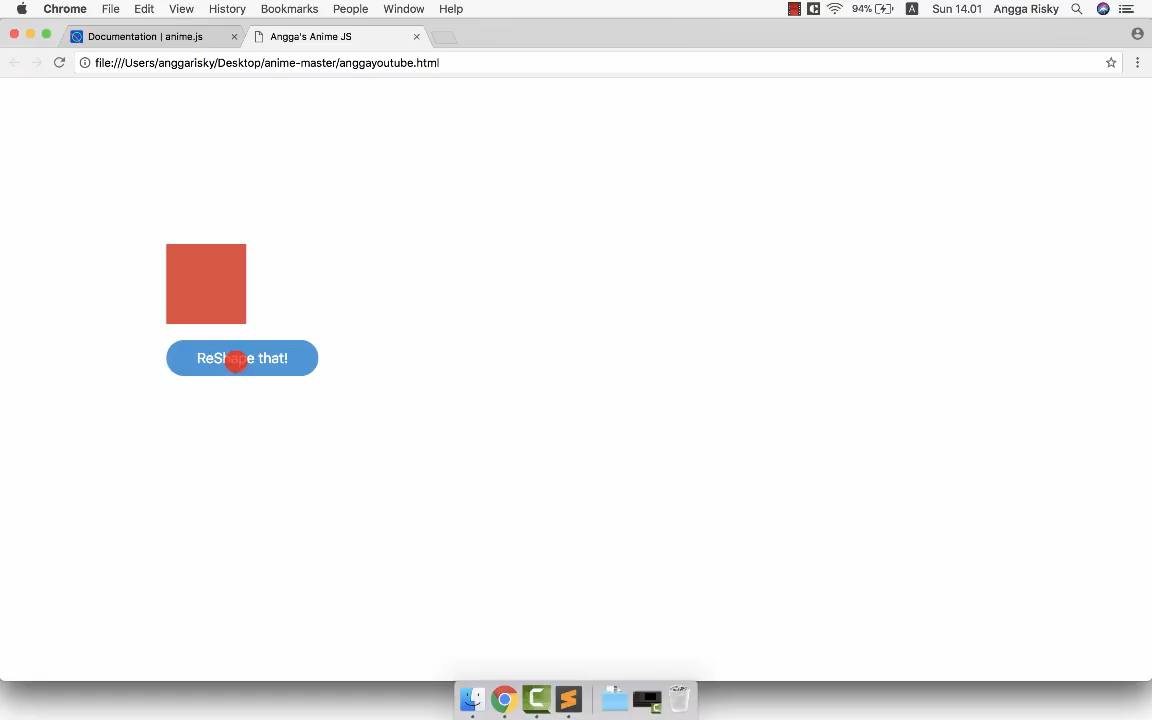 Chrome File Edit View History Bookmarks People Window Help 94% A Sun 14.01 Angga Risky
Documentation | anime.js
Angga's Anime JS
file:///Users/anggarisky/Desktop/anime-master/anggayoutube.html
ReShape that!